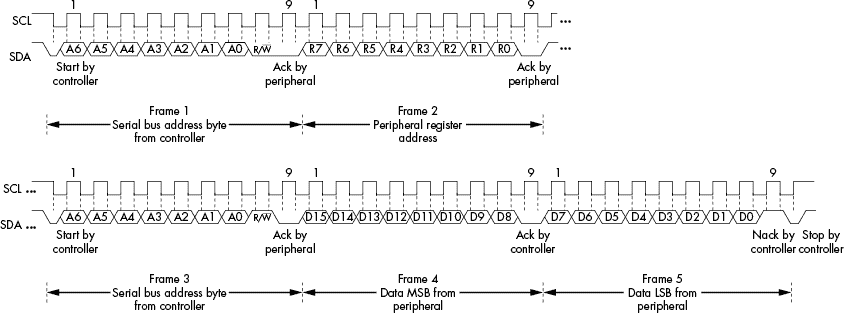 1 9 1 9
SCL ...
SDA A6 A5 A4 A3 A2 A1 A0 R/W R7 R6 R5 R4 R3 R2 R1 R0 ...
Start by controller
Ack by peripheral
Ack by peripheral
Frame 1
Serial bus address byte
from controller
Frame 2
Peripheral register
address
1 9 1 9 1 9
SCL ...
SDA ... A6 A5 A4 A3 A2 A1 A0 R/W D15 D14 D13 D12 D11 D10 D9 D8 D7 D6 D5 D4 D3 D2 D1 D0
Start by controller
Ack by peripheral
Ack by controller
Nack by controller
Stop by controller
Frame 3
Serial bus address byte
from controller
Frame 4
Data MSB from
peripheral
Frame 5
Data LSB from
peripheral